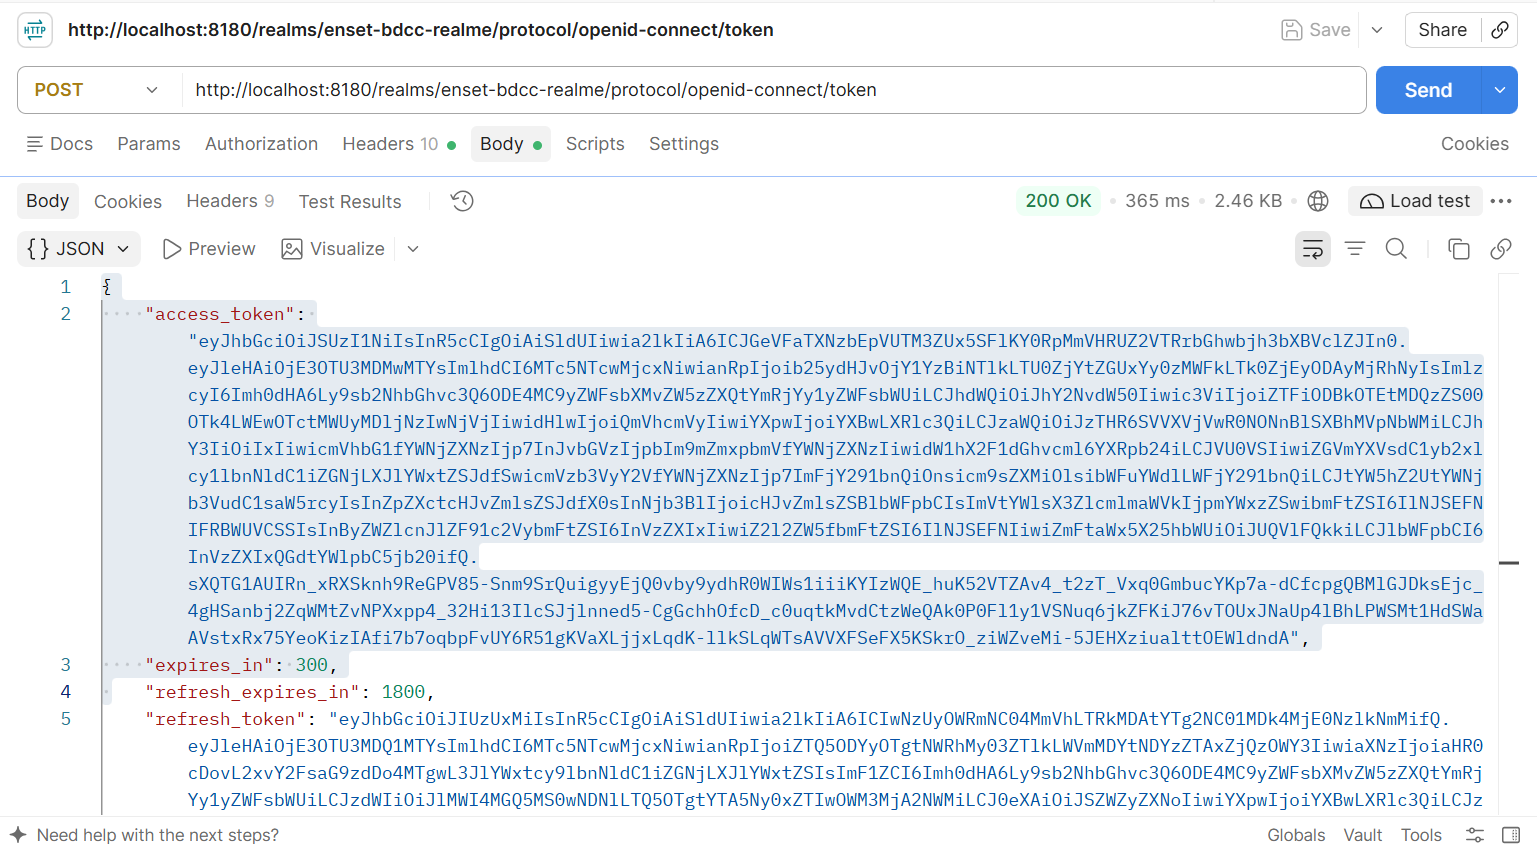 HTTP http://localhost:8180/realms/enset-bdcc-realme/protocol/openid-connect/token Save Share
POST http://localhost:8180/realms/enset-bdcc-realme/protocol/openid-connect/token Send
Docs Params Authorization Headers 10 Body Scripts Settings Cookies
Body Cookies Headers 9 Test Results 200 OK 365 ms 2.46 KB Load test
{} JSON Preview Visualize
1 {
2 "access_token":
"eyJhbGciOiJSUzI1NiIsInR5cCIgOiAiSldUIiwia2lkIiA6ICJGeVFaTXNzbEpVUTM3ZUx5SFlKY0RpMmVHRUZ2VTRrbGhwbjh3bXBVclZJIn0.
eyJleHAiOjE3OTU3MDMwMTYsImlhdCI6MTc5NTcwMjcxNiwianRpIjoib25ydHJvOjY1YzBiNTlkLTU0ZjYtZGUxYy0zMWFkLTk0ZjEyODAyMjRhNyIsImlz
cyI6Imh0dHA6Ly9sb2NhbGhvc3Q6ODE4MC9yZWFsbXMvZW5zZXQtYmRjYy1yZWFsbWUiLCJhdWQiOiJhY2NvdW50Iiwic3ViIjoiZTFiODBkOTEtMDQzZS00
OTk4LWEwOTctMWUyMDljNzIwNjVjIiwidHlwIjoiQmVhcmVyIiwiYXpwIjoiYXBwLXRlc3QiLCJzaWQiOiJzTHR6SVVXVjVwR0NONnBlSXBhMVpNbWMiLCJh
Y3IiOiIxIiwicmVhbG1fYWNjZXNzIjp7InJvbGVzIjpbIm9mZmxpbmVfYWNjZXNzIiwidW1hX2F1dGhvcml6YXRpb24iLCJVU0VSIiwiZGVmYXVsdC1yb2xl
cy1lbnNldC1iZGNjLXJlYWxtZSJdfSwicmVzb3VyY2VfYWNjZXNzIjp7ImFjY291bnQiOnsicm9sZXMiOlsibWFuYWdlLWFjY291bnQiLCJtYW5hZ2UtYWNj
b3VudC1saW5rcyIsInZpZXctcHJvZmlsZSJdfX0sInNjb3BlIjoicHJvZmlsZSBlbWFpbCIsImVtYWlsX3ZlcmlmaWVkIjpmYWxzZSwibmFtZSI6IlNJSEFN
IFRBWUVCSSIsInByZWZlcnJlZF91c2VybmFtZSI6InVzZXIxIiwiZ2l2ZW5fbmFtZSI6IlNJSEFNIiwiZmFtaWx5X25hbWUiOiJUQVlFQkkiLCJlbWFpbCI6
InVzZXIxQGdtYWlpbC5jb20ifQ.
sXQTG1AUIRn_xRXSknh9ReGPV85-Snm9SrQuigyyEjQ0vby9ydhR0WIWs1iiiKYIzWQE_huK52VTZAv4_t2zT_Vxq0GmbucYKp7a-dCfcpgQBMlGJDksEjc_
4gHSanbj2ZqWMtZvNPXxpp4_32Hi13IlcSJjlnned5-CgGchhOfcD_c0uqtkMvdCtzWeQAk0P0Fl1y1VSNuq6jkZFKiJ76vTOUxJNaUp4lBhLPWSMt1HdSWa
AVstxRx75YeoKizIAfi7b7oqbpFvUY6R51gKVaXLjjxLqdK-llkSLqWTsAVVXFSeFX5KSkrO_ziWZveMi-5JEHXziualttOEWldndA",
3 "expires_in": 300,
4 "refresh_expires_in": 1800,
5 "refresh_token": "eyJhbGciOiJIUzUxMiIsInR5cCIgOiAiSldUIiwia2lkIiA6ICIwNzUyOWRmNC04MmVhLTRkMDAtYTg2NC01MDk4MjE0NzlkNmMifQ.
eyJleHAiOjE3OTU3MDQ1MTYsImlhdCI6MTc5NTcwMjcxNiwianRpIjoiZTQ5ODYyOTgtNWRhMy03ZTlkLWVmMDYtNDYzZTAxZjQzOWY3IiwiaXNzIjoiaHR0
cDovL2xvY2FsaG9zdDo4MTgwL3JlYWxtcy9lbnNldC1iZGNjLXJlYWxtZSIsImF1ZCI6Imh0dHA6Ly9sb2NhbGhvc3Q6ODE4MC9yZWFsbXMvZW5zZXQtYmRj
Yy1yZWFsbWUiLCJzdWIiOiJlMWI4MGQ5MS0wNDNlLTQ5OTgtYTA5Ny0xZTIwOWM3MjA2NWMiLCJ0eXAiOiJSZWZyZXNoIiwiYXpwIjoiYXBwLXRlc3QiLCJz
Need help with the next steps? Globals Vault Tools